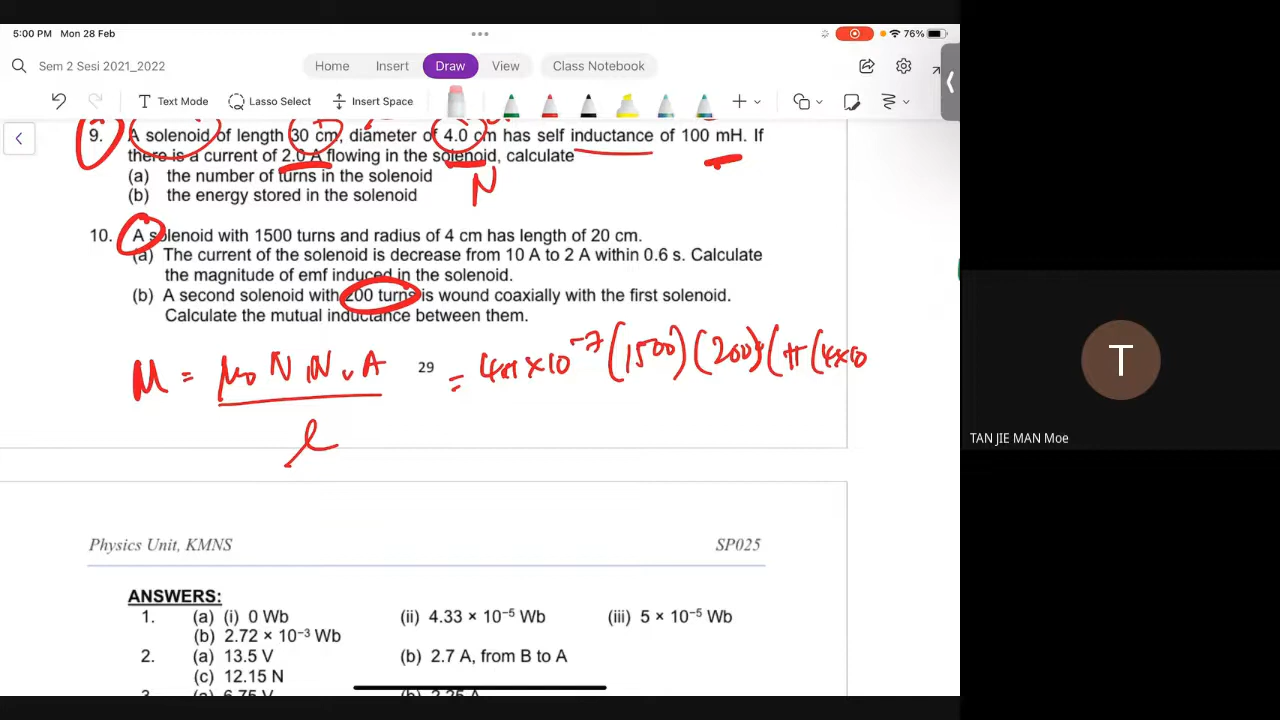 5:00 PM Mon 28 Feb
76%
Sem 2 Sesi 2021_2022
Home Insert Draw View Class Notebook
Text Mode Lasso Select Insert Space
9. A solenoid of length 30 cm, diameter of 4.0 cm has self inductance of 100 mH. If
there is a current of 2.0 A flowing in the solenoid, calculate
(a) the number of turns in the solenoid
N
(b) the energy stored in the solenoid
10. A solenoid with 1500 turns and radius of 4 cm has length of 20 cm.
(a) The current of the solenoid is decrease from 10 A to 2 A within 0.6 s. Calculate
the magnitude of emf induced in the solenoid.
(b) A second solenoid with 200 turns is wound coaxially with the first solenoid.
Calculate the mutual inductance between them.
M = μ₀ N₁ N₂ A / l = 4π × 10⁻⁷ (1500) (200) (π (4×10
29
Physics Unit, KMNS SP025
ANSWERS:
1. (a) (i) 0 Wb (ii) 4.33 × 10⁻⁵ Wb (iii) 5 × 10⁻⁵ Wb
(b) 2.72 × 10⁻³ Wb
2. (a) 13.5 V (b) 2.7 A, from B to A
(c) 12.15 N
3. (a) 6.75 V (b) 2.25 A
T
TAN JIE MAN Moe